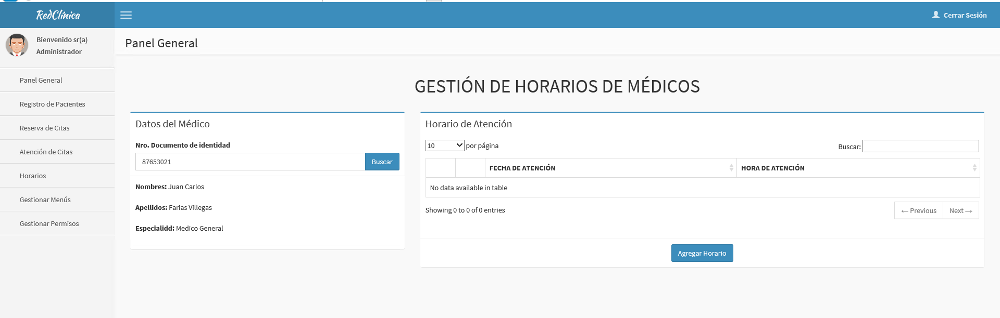 RedClínica
Cerrar Sesión
Bienvenido sr(a)
Administrador
Panel General
Registro de Pacientes
Reserva de Citas
Atención de Citas
Horarios
Gestionar Menús
Gestionar Permisos
Panel General
GESTIÓN DE HORARIOS DE MÉDICOS
Datos del Médico
Nro. Documento de identidad
87653021 Buscar
Nombres: Juan Carlos
Apellidos: Farias Villegas
Especialidd: Medico General
Horario de Atención
10 por página Buscar:
FECHA DE ATENCIÓN HORA DE ATENCIÓN
No data available in table
Showing 0 to 0 of 0 entries ← Previous Next →
Agregar Horario